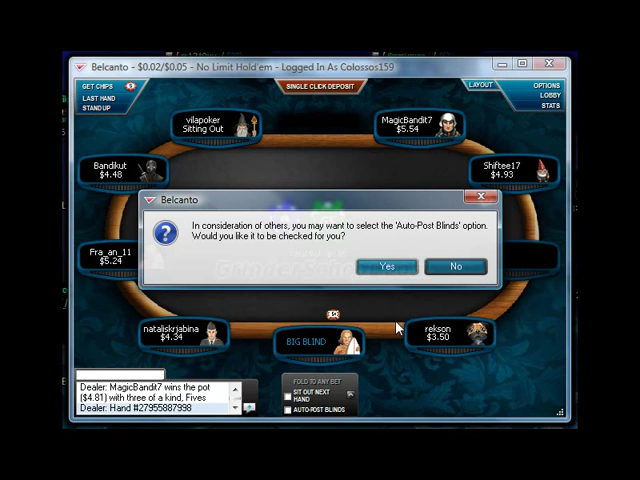 Belcanto - $0.02/$0.05 - No Limit Hold'em - Logged In As Colossos159
GET CHIPS
LAST HAND
STAND UP
SINGLE CLICK DEPOSIT
LAYOUT
OPTIONS
LOBBY
STATS
vilapoker
Sitting Out
MagicBandit7
$5.54
Bandikut
$4.48
Shiftee17
$4.93
Belcanto
In consideration of others, you may want to select the 'Auto-Post Blinds' option.
Would you like it to be checked for you?
Yes
No
Fra_an_11
$5.24
nataliskrjabina
$4.34
BIG BLIND
rekson
$3.50
Dealer: MagicBandit7 wins the pot
($4.81) with three of a kind, Fives
Dealer: Hand #27955887998
FOLD TO ANY BET
SIT OUT NEXT
HAND
AUTO-POST BLINDS